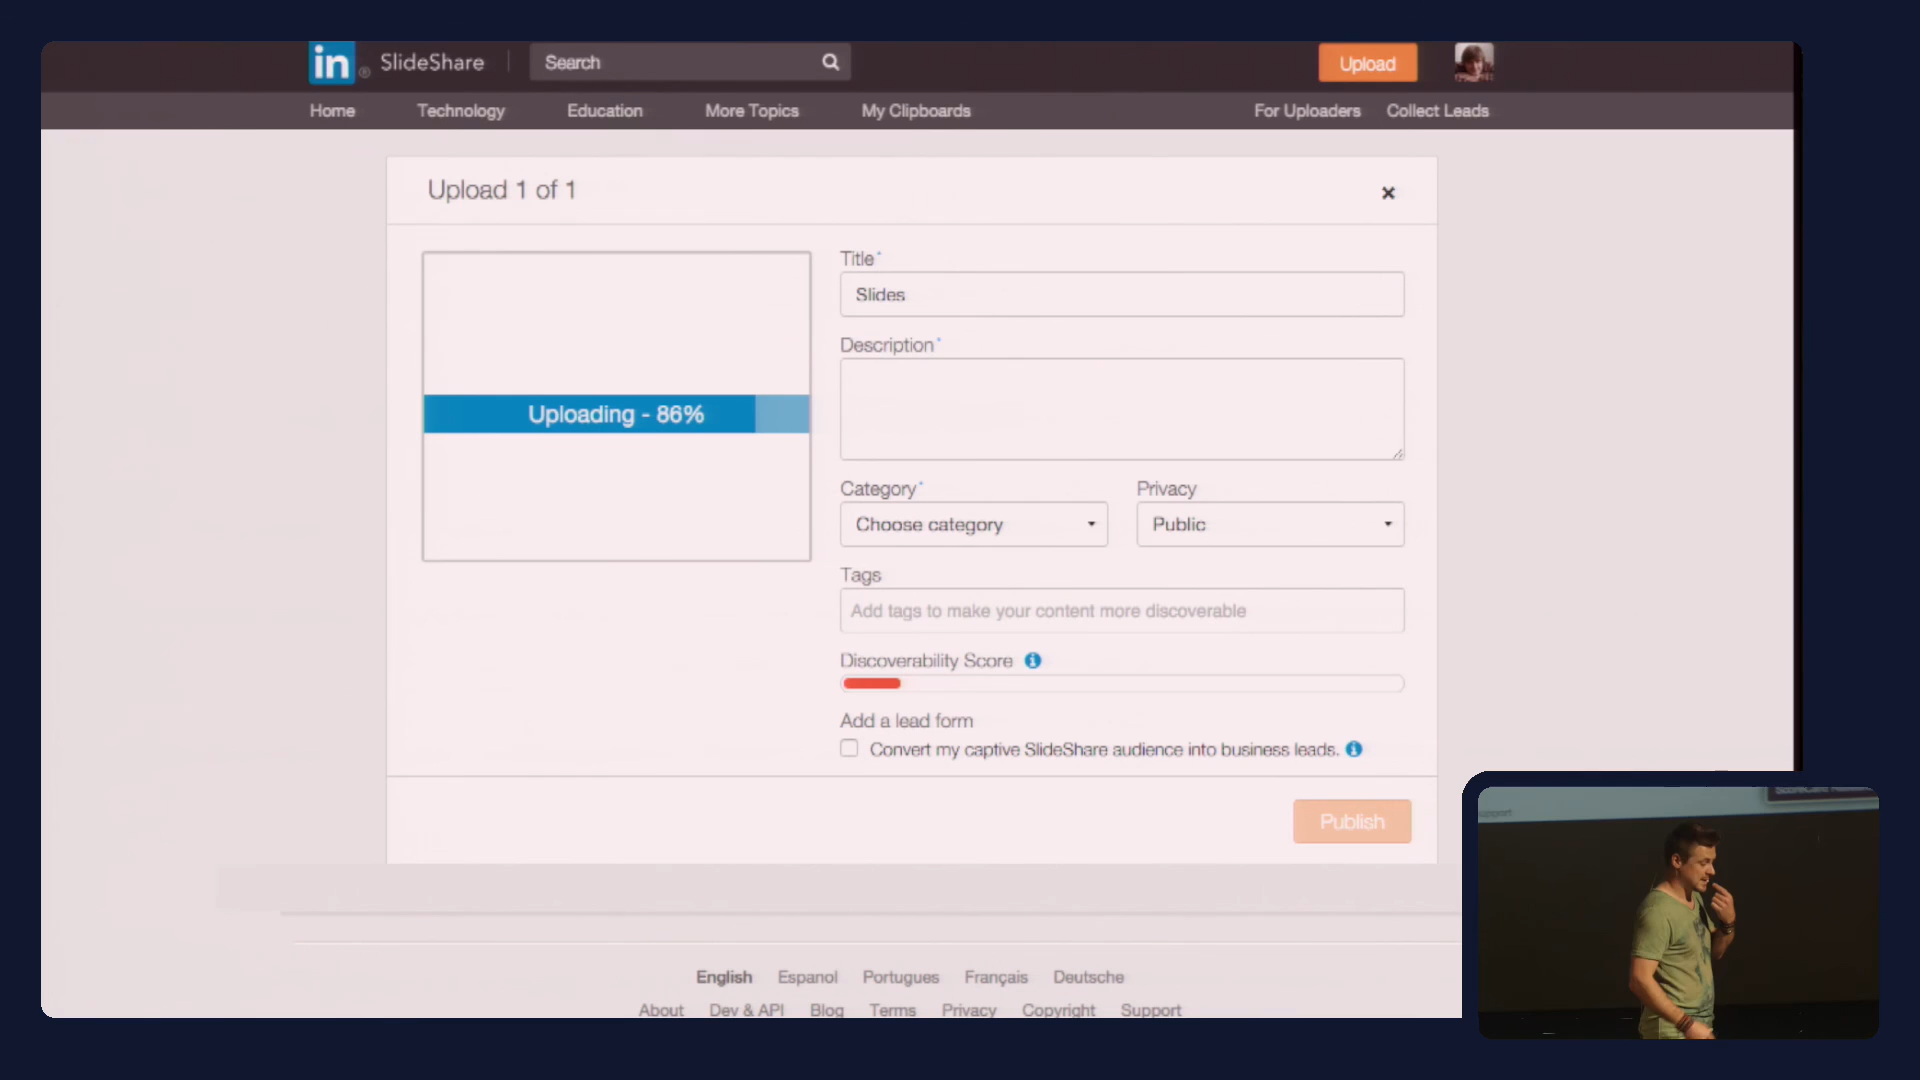 in ® SlideShare Search Upload
Home Technology Education More Topics My Clipboards For Uploaders Collect Leads
Upload 1 of 1 ×
Title*
Slides
Description*
Uploading - 86%
Category* Privacy
Choose category Public
Tags
Add tags to make your content more discoverable
Discoverability Score i
Add a lead form
Convert my captive SlideShare audience into business leads. i
Publish
English Espanol Portugues Français Deutsche
About Dev & API Blog Terms Privacy Copyright Support